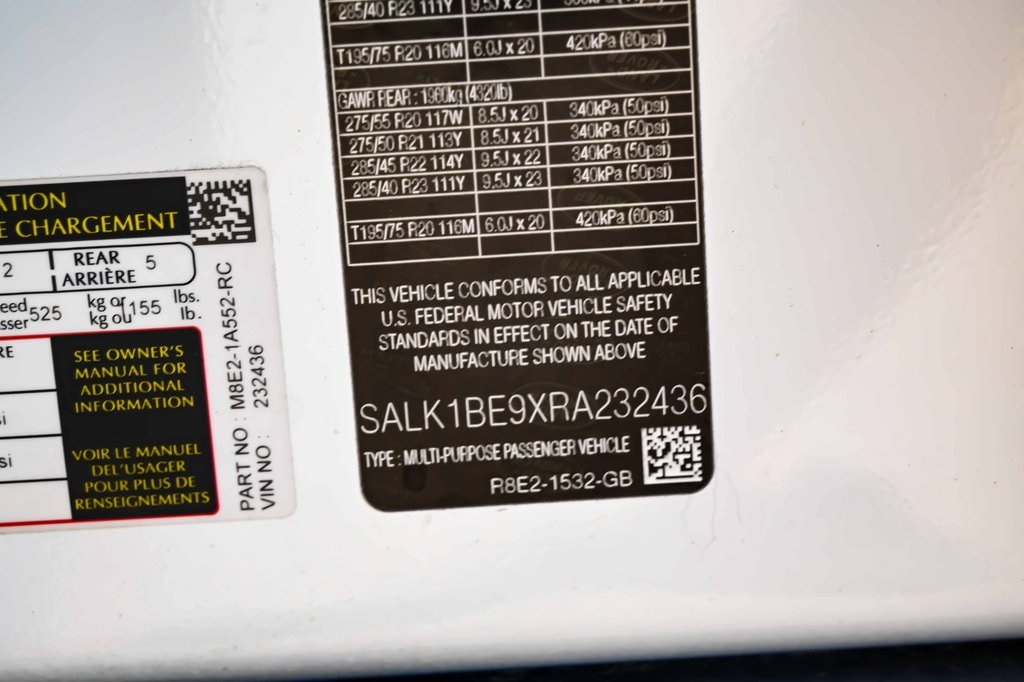 ATION
E CHARGEMENT
2 REAR
ARRIÈRE 5
eed
sser 525 kg or
kg ou 155 lbs.
lb.
RE
si
si
SEE OWNER'S
MANUAL FOR
ADDITIONAL
INFORMATION
VOIR LE MANUEL
DEL'USAGER
POUR PLUS DE
RENSEIGNEMENTS
PART NO : M8E2-1A552-RC
VIN NO : 232436
285/40 R23 111Y 9.5J x 23
T195/75 R20 116M 6.0J x 20 420kPa (60psi)
GAWR REAR : 1960kg (4320lb)
275/55 R20 117W 8.5J x 20 340kPa (50psi)
275/50 R21 113Y 8.5J x 21 340kPa (50psi)
285/45 R22 114Y 9.5J x 22 340kPa (50psi)
285/40 R23 111Y 9.5J x 23 340kPa (50psi)
T195/75 R20 116M 6.0J x 20 420kPa (60psi)
THIS VEHICLE CONFORMS TO ALL APPLICABLE
U.S. FEDERAL MOTOR VEHICLE SAFETY
STANDARDS IN EFFECT ON THE DATE OF
MANUFACTURE SHOWN ABOVE
SALK1BE9XRA232436
TYPE : MULTI-PURPOSE PASSENGER VEHICLE
R8E2-1532-GB